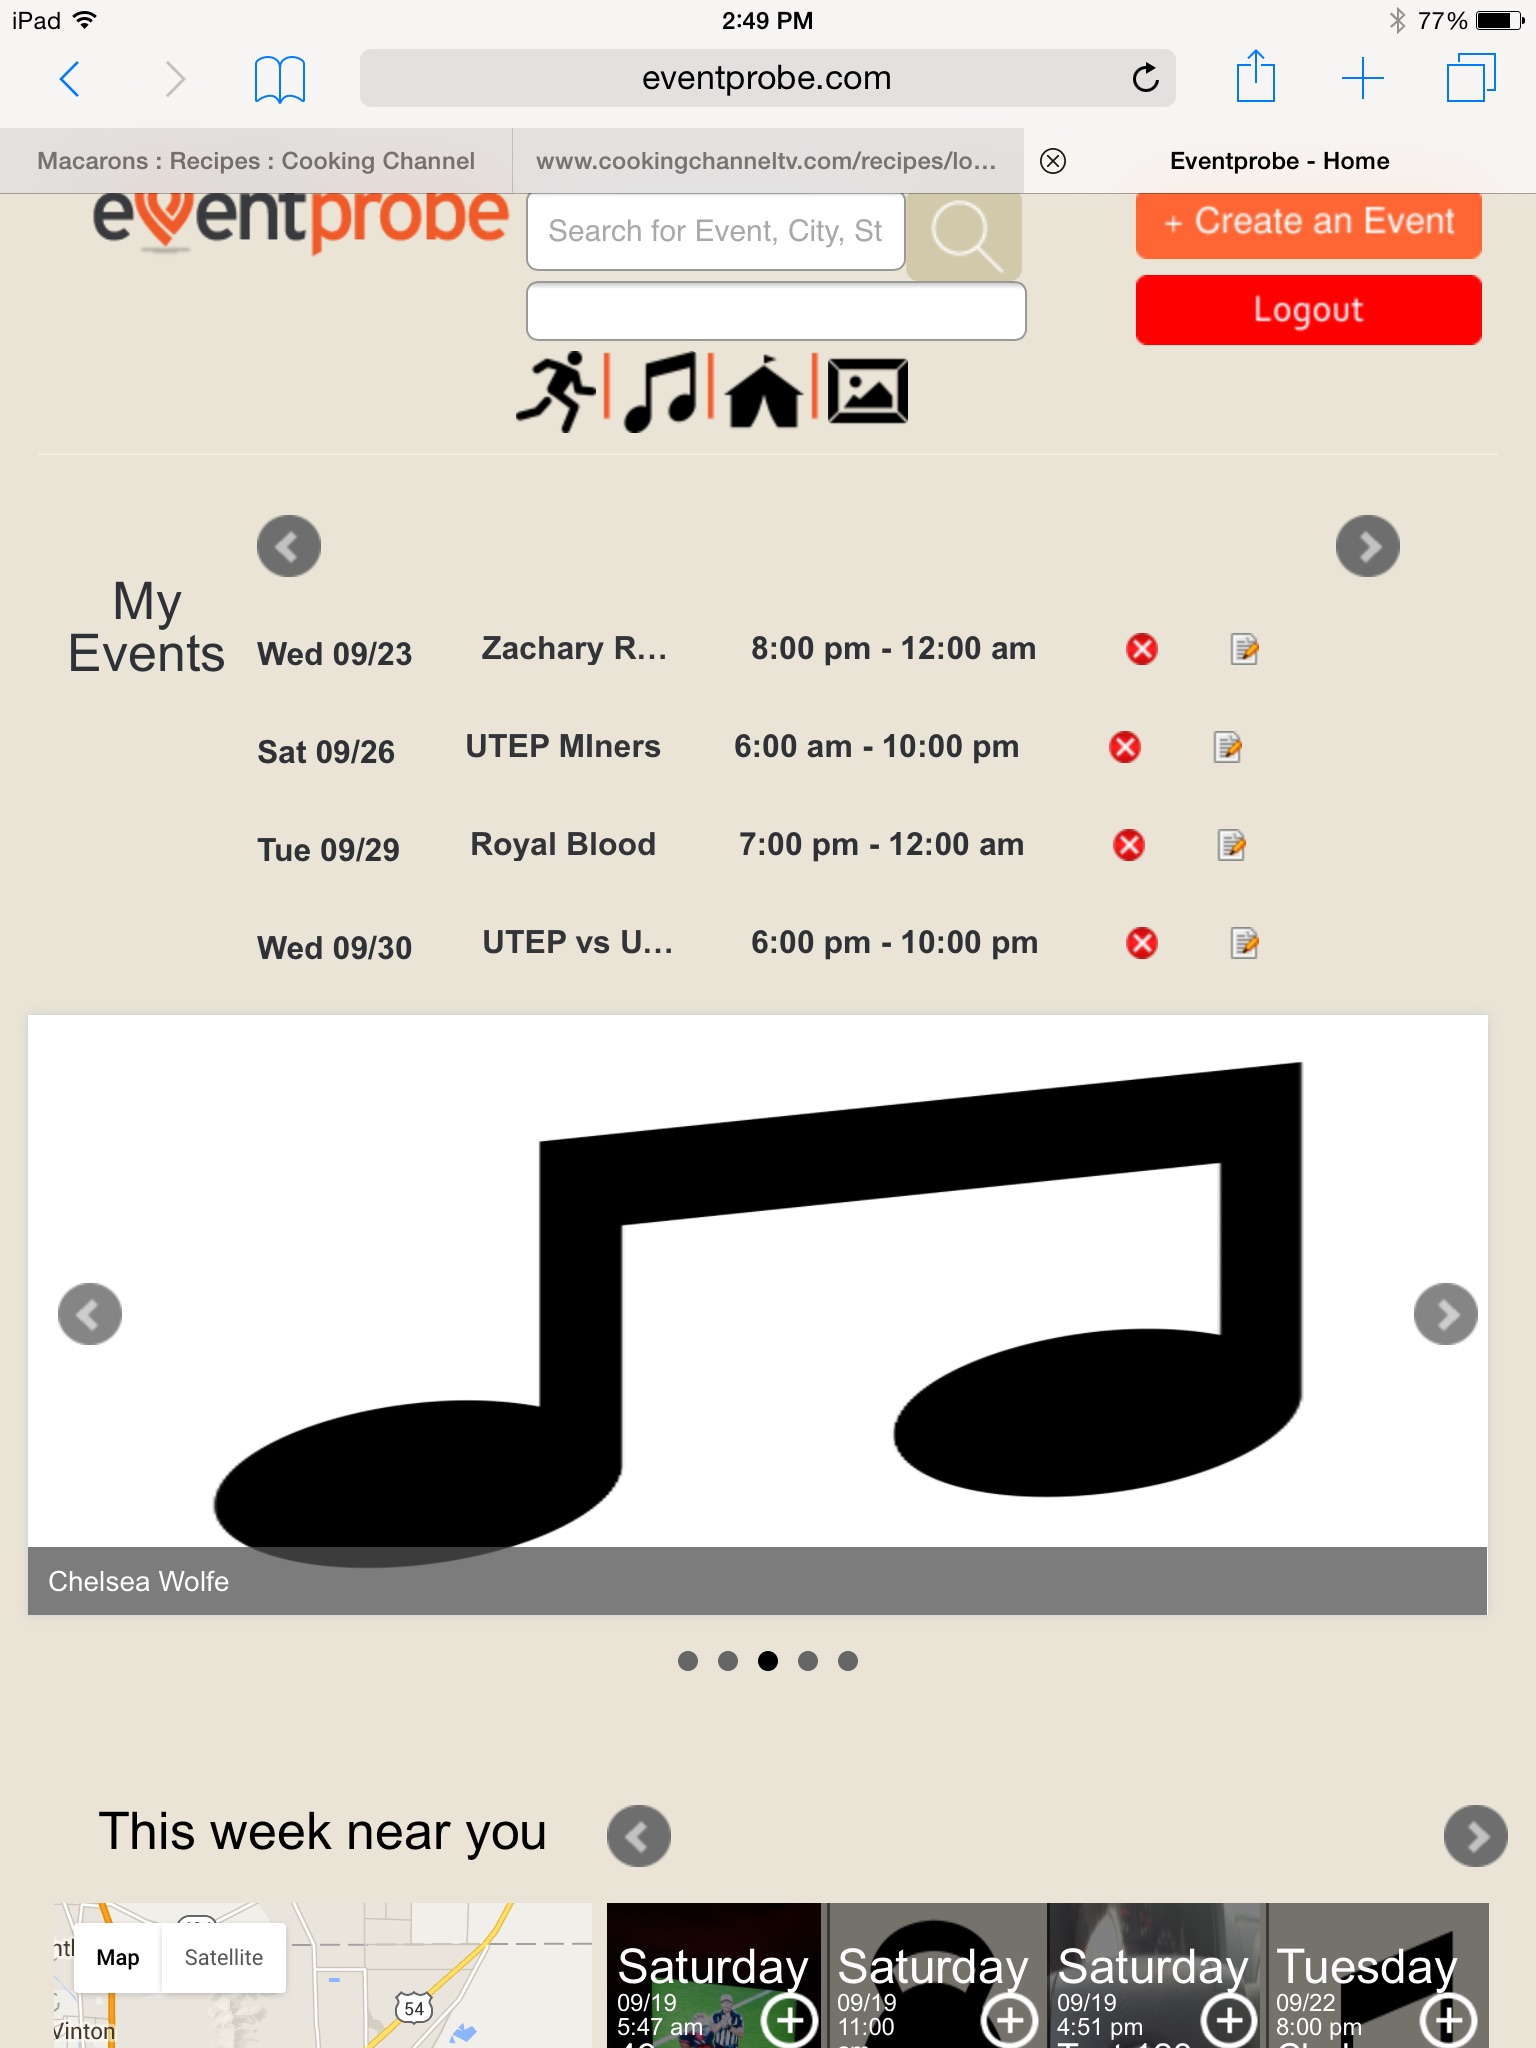 iPad 2:49 PM 77%
eventprobe.com
Macarons : Recipes : Cooking Channel www.cookingchanneltv.com/recipes/lo... Eventprobe - Home
eventprobe Search for Event, City, St + Create an Event
Logout
My
Events
Wed 09/23 Zachary R... 8:00 pm - 12:00 am
Sat 09/26 UTEP MIners 6:00 am - 10:00 pm
Tue 09/29 Royal Blood 7:00 pm - 12:00 am
Wed 09/30 UTEP vs U... 6:00 pm - 10:00 pm
Chelsea Wolfe
This week near you
Map Satellite
54
Vinton
Saturday
09/19
5:47 am
Saturday
09/19
11:00
Saturday
09/19
4:51 pm
Tuesday
09/22
8:00 pm